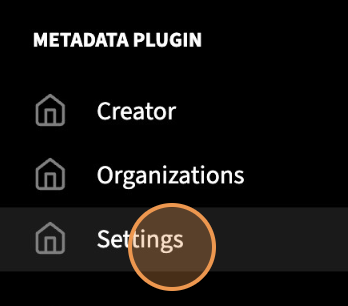 METADATA PLUGIN
Creator
Organizations
Settings